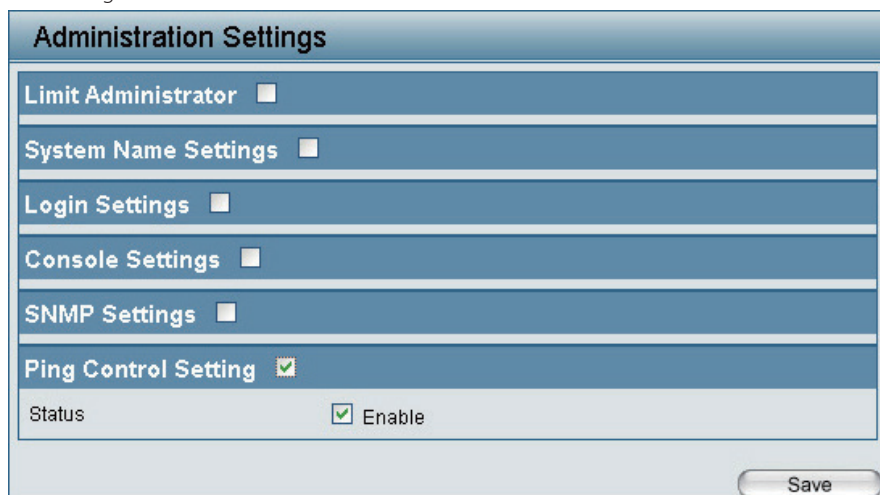 Administration Settings
Limit Administrator
System Name Settings
Login Settings
Console Settings
SNMP Settings
Ping Control Setting
Status Enable
Save